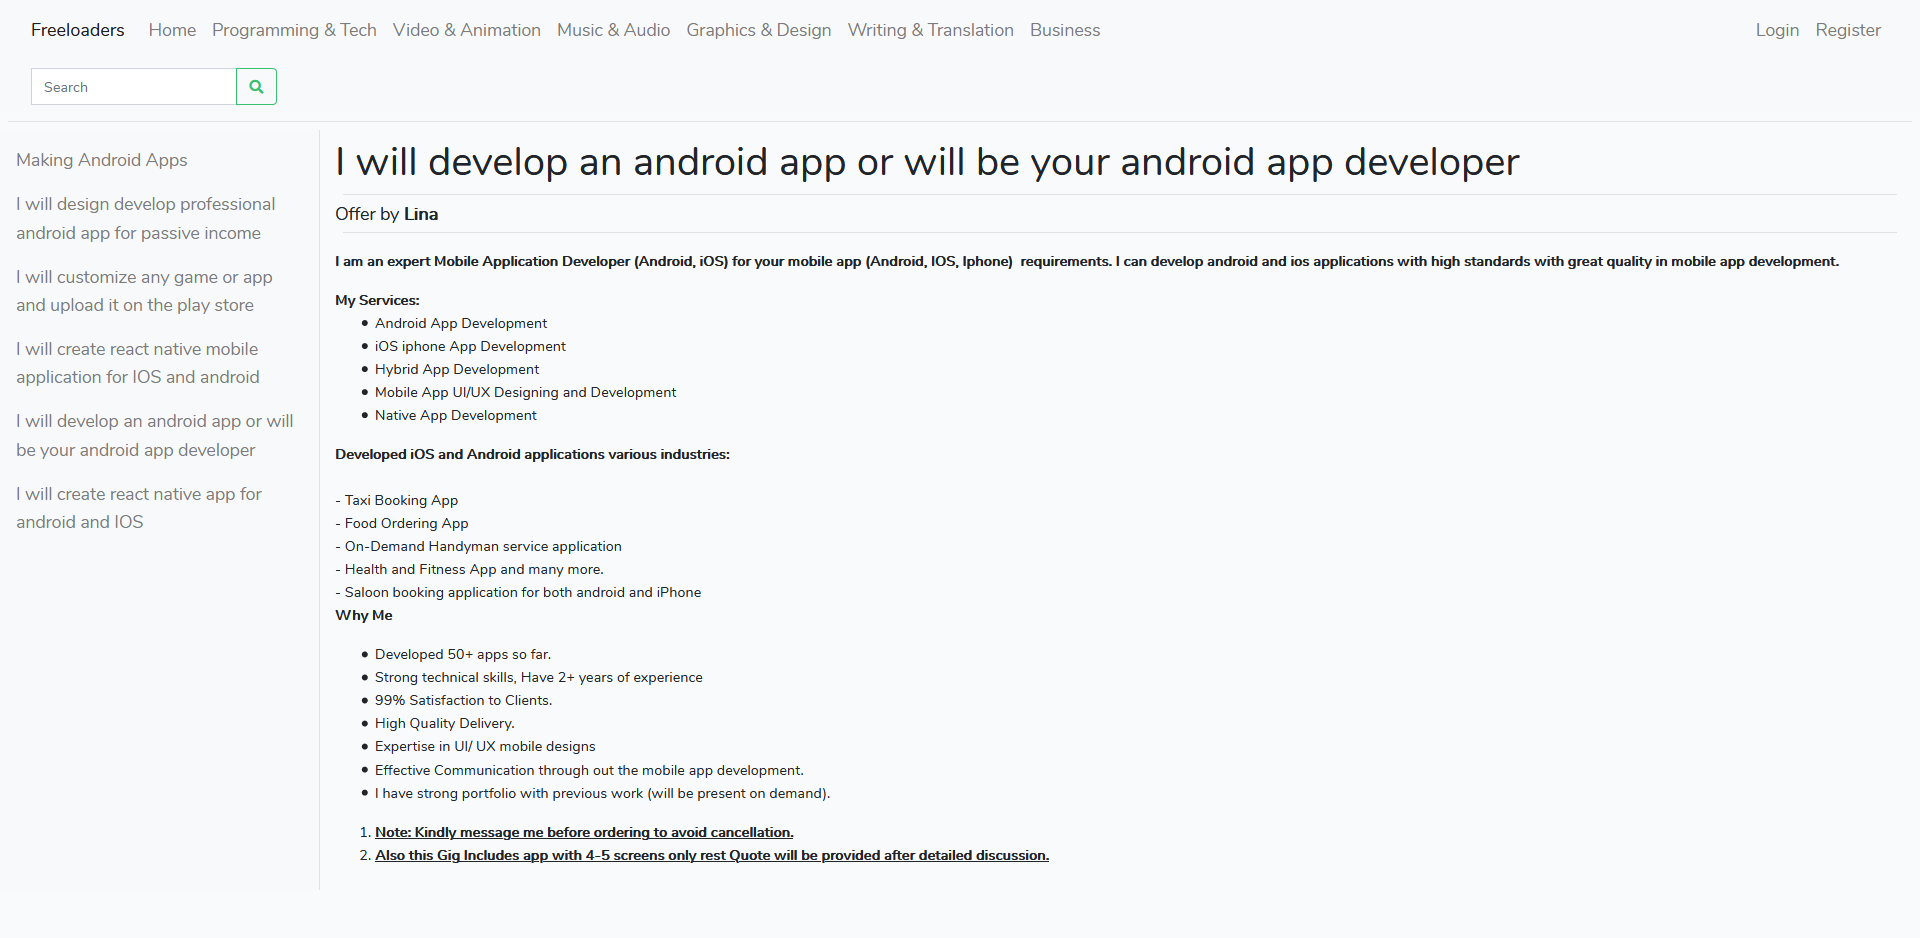 Freeloaders Home Programming & Tech Video & Animation Music & Audio Graphics & Design Writing & Translation Business Login Register
Search
Making Android Apps
I will design develop professional
android app for passive income
I will customize any game or app
and upload it on the play store
I will create react native mobile
application for IOS and android
I will develop an android app or will
be your android app developer
I will create react native app for
android and IOS
I will develop an android app or will be your android app developer
Offer by Lina
I am an expert Mobile Application Developer (Android, iOS) for your mobile app (Android, IOS, Iphone)  requirements. I can develop android and ios applications with high standards with great quality in mobile app development.
My Services:
• Android App Development
• iOS iphone App Development
• Hybrid App Development
• Mobile App UI/UX Designing and Development
• Native App Development
Developed iOS and Android applications various industries:
- Taxi Booking App
- Food Ordering App
- On-Demand Handyman service application
- Health and Fitness App and many more.
- Saloon booking application for both android and iPhone
Why Me
• Developed 50+ apps so far.
• Strong technical skills, Have 2+ years of experience
• 99% Satisfaction to Clients.
• High Quality Delivery.
• Expertise in UI/ UX mobile designs
• Effective Communication through out the mobile app development.
• I have strong portfolio with previous work (will be present on demand).
1. Note: Kindly message me before ordering to avoid cancellation.
2. Also this Gig Includes app with 4-5 screens only rest Quote will be provided after detailed discussion.